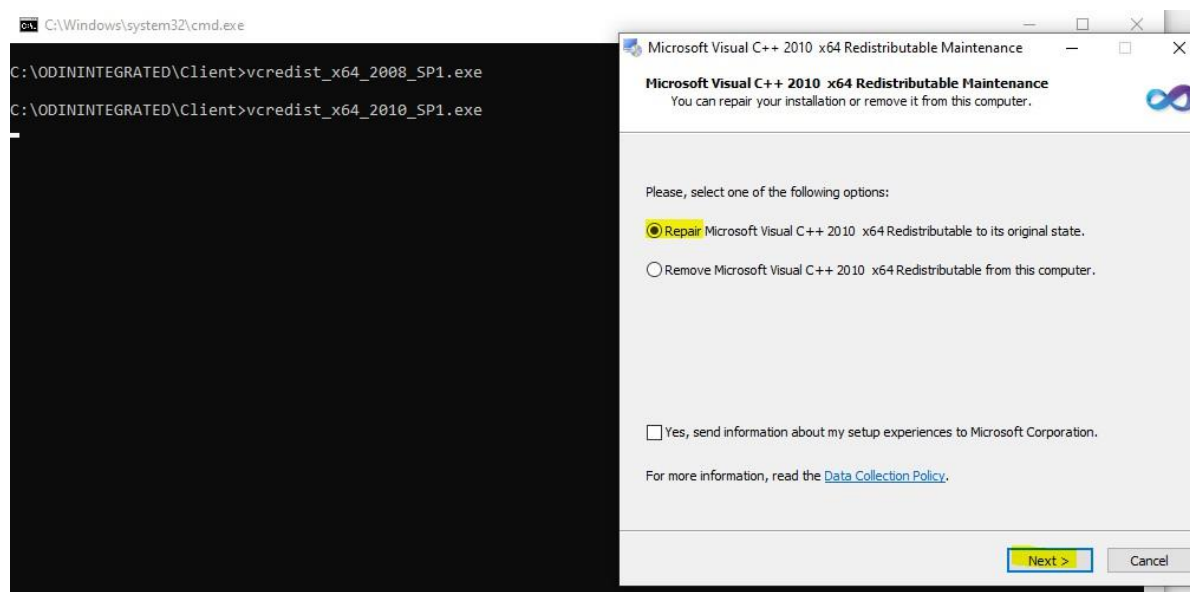 C:\Windows\system32\cmd.exe
C:\ODININTEGRATED\Client>vcredist_x64_2008_SP1.exe
C:\ODININTEGRATED\Client>vcredist_x64_2010_SP1.exe
Microsoft Visual C++ 2010 x64 Redistributable Maintenance
Microsoft Visual C++ 2010 x64 Redistributable Maintenance
You can repair your installation or remove it from this computer.
Please, select one of the following options:
Repair Microsoft Visual C++ 2010 x64 Redistributable to its original state.
Remove Microsoft Visual C++ 2010 x64 Redistributable from this computer.
Yes, send information about my setup experiences to Microsoft Corporation.
For more information, read the Data Collection Policy.
Next >
Cancel